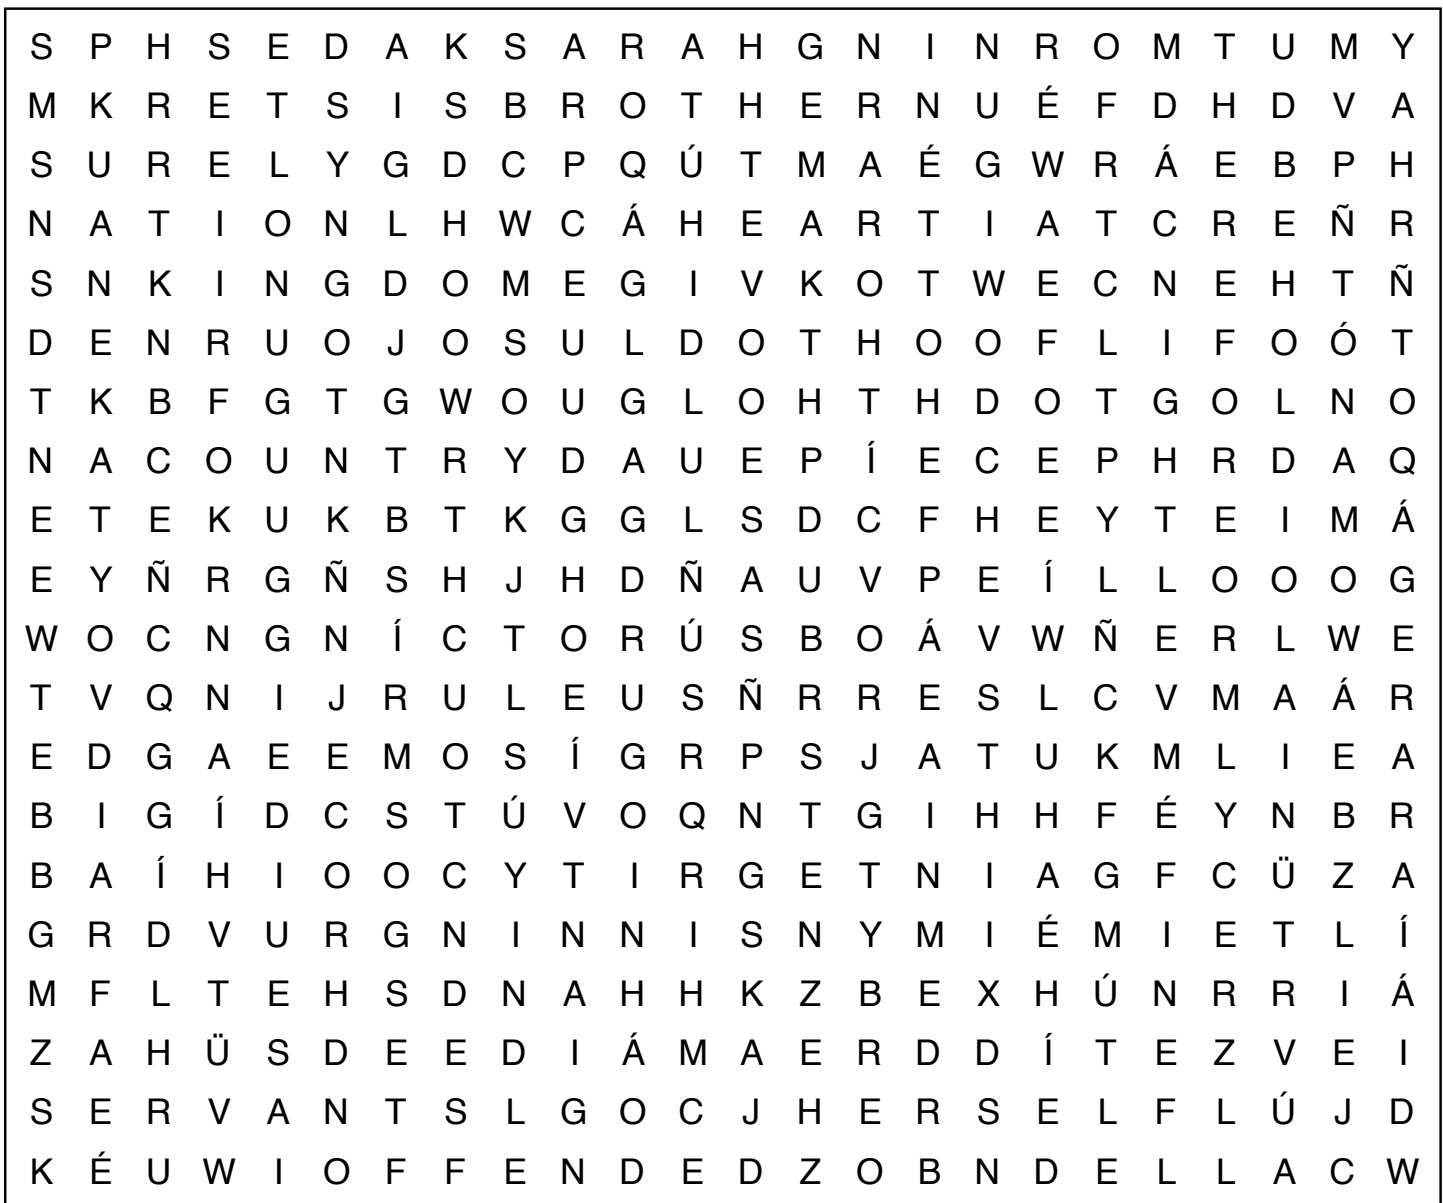 S P H S E D A K S A R A H G N I N R O M T U M Y
M K R E T S I S B R O T H E R N U É F D H D V A
S U R E L Y G D C P Q Ú T M A É G W R Á E B P H
N A T I O N L H W C Á H E A R T I A T C R E Ñ R
S N K I N G D O M E G I V K O T W E C N E H T Ñ
D E N R U O J O S U L D O T H O O F L I F O Ó T
T K B F G T G W O U G L O H T H D O T G O L N O
N A C O U N T R Y D A U E P Í E C E P H R D A Q
E T E K U K B T K G G L S D C F H E Y T E I M Á
E Y Ñ R G Ñ S H J H D Ñ A U V P E Í L L O O O G
W O C N G N Í C T O R Ú S B O Á V W Ñ E R L W E
T V Q N I J R U L E U S Ñ R R E S L C V M A Á R
E D G A E E M O S Í G R P S J A T U K M L I E A
B I G Í D C S T Ú V O Q N T G I H H F É Y N B R
B A Í H I O O C Y T I R G E T N I A G F C Ü Z A
G R D V U R G N I N N I S N Y M I É M I E T L Í
M F L T E H S D N A H H K Z B E X H Ú N R R I Á
Z A H Ü S D E E D I Á M A E R D D Í T E Z V E I
S E R V A N T S L G O C J H E R S E L F L Ú J D
K É U W I O F F E N D E D Z O B N D E L L A C W